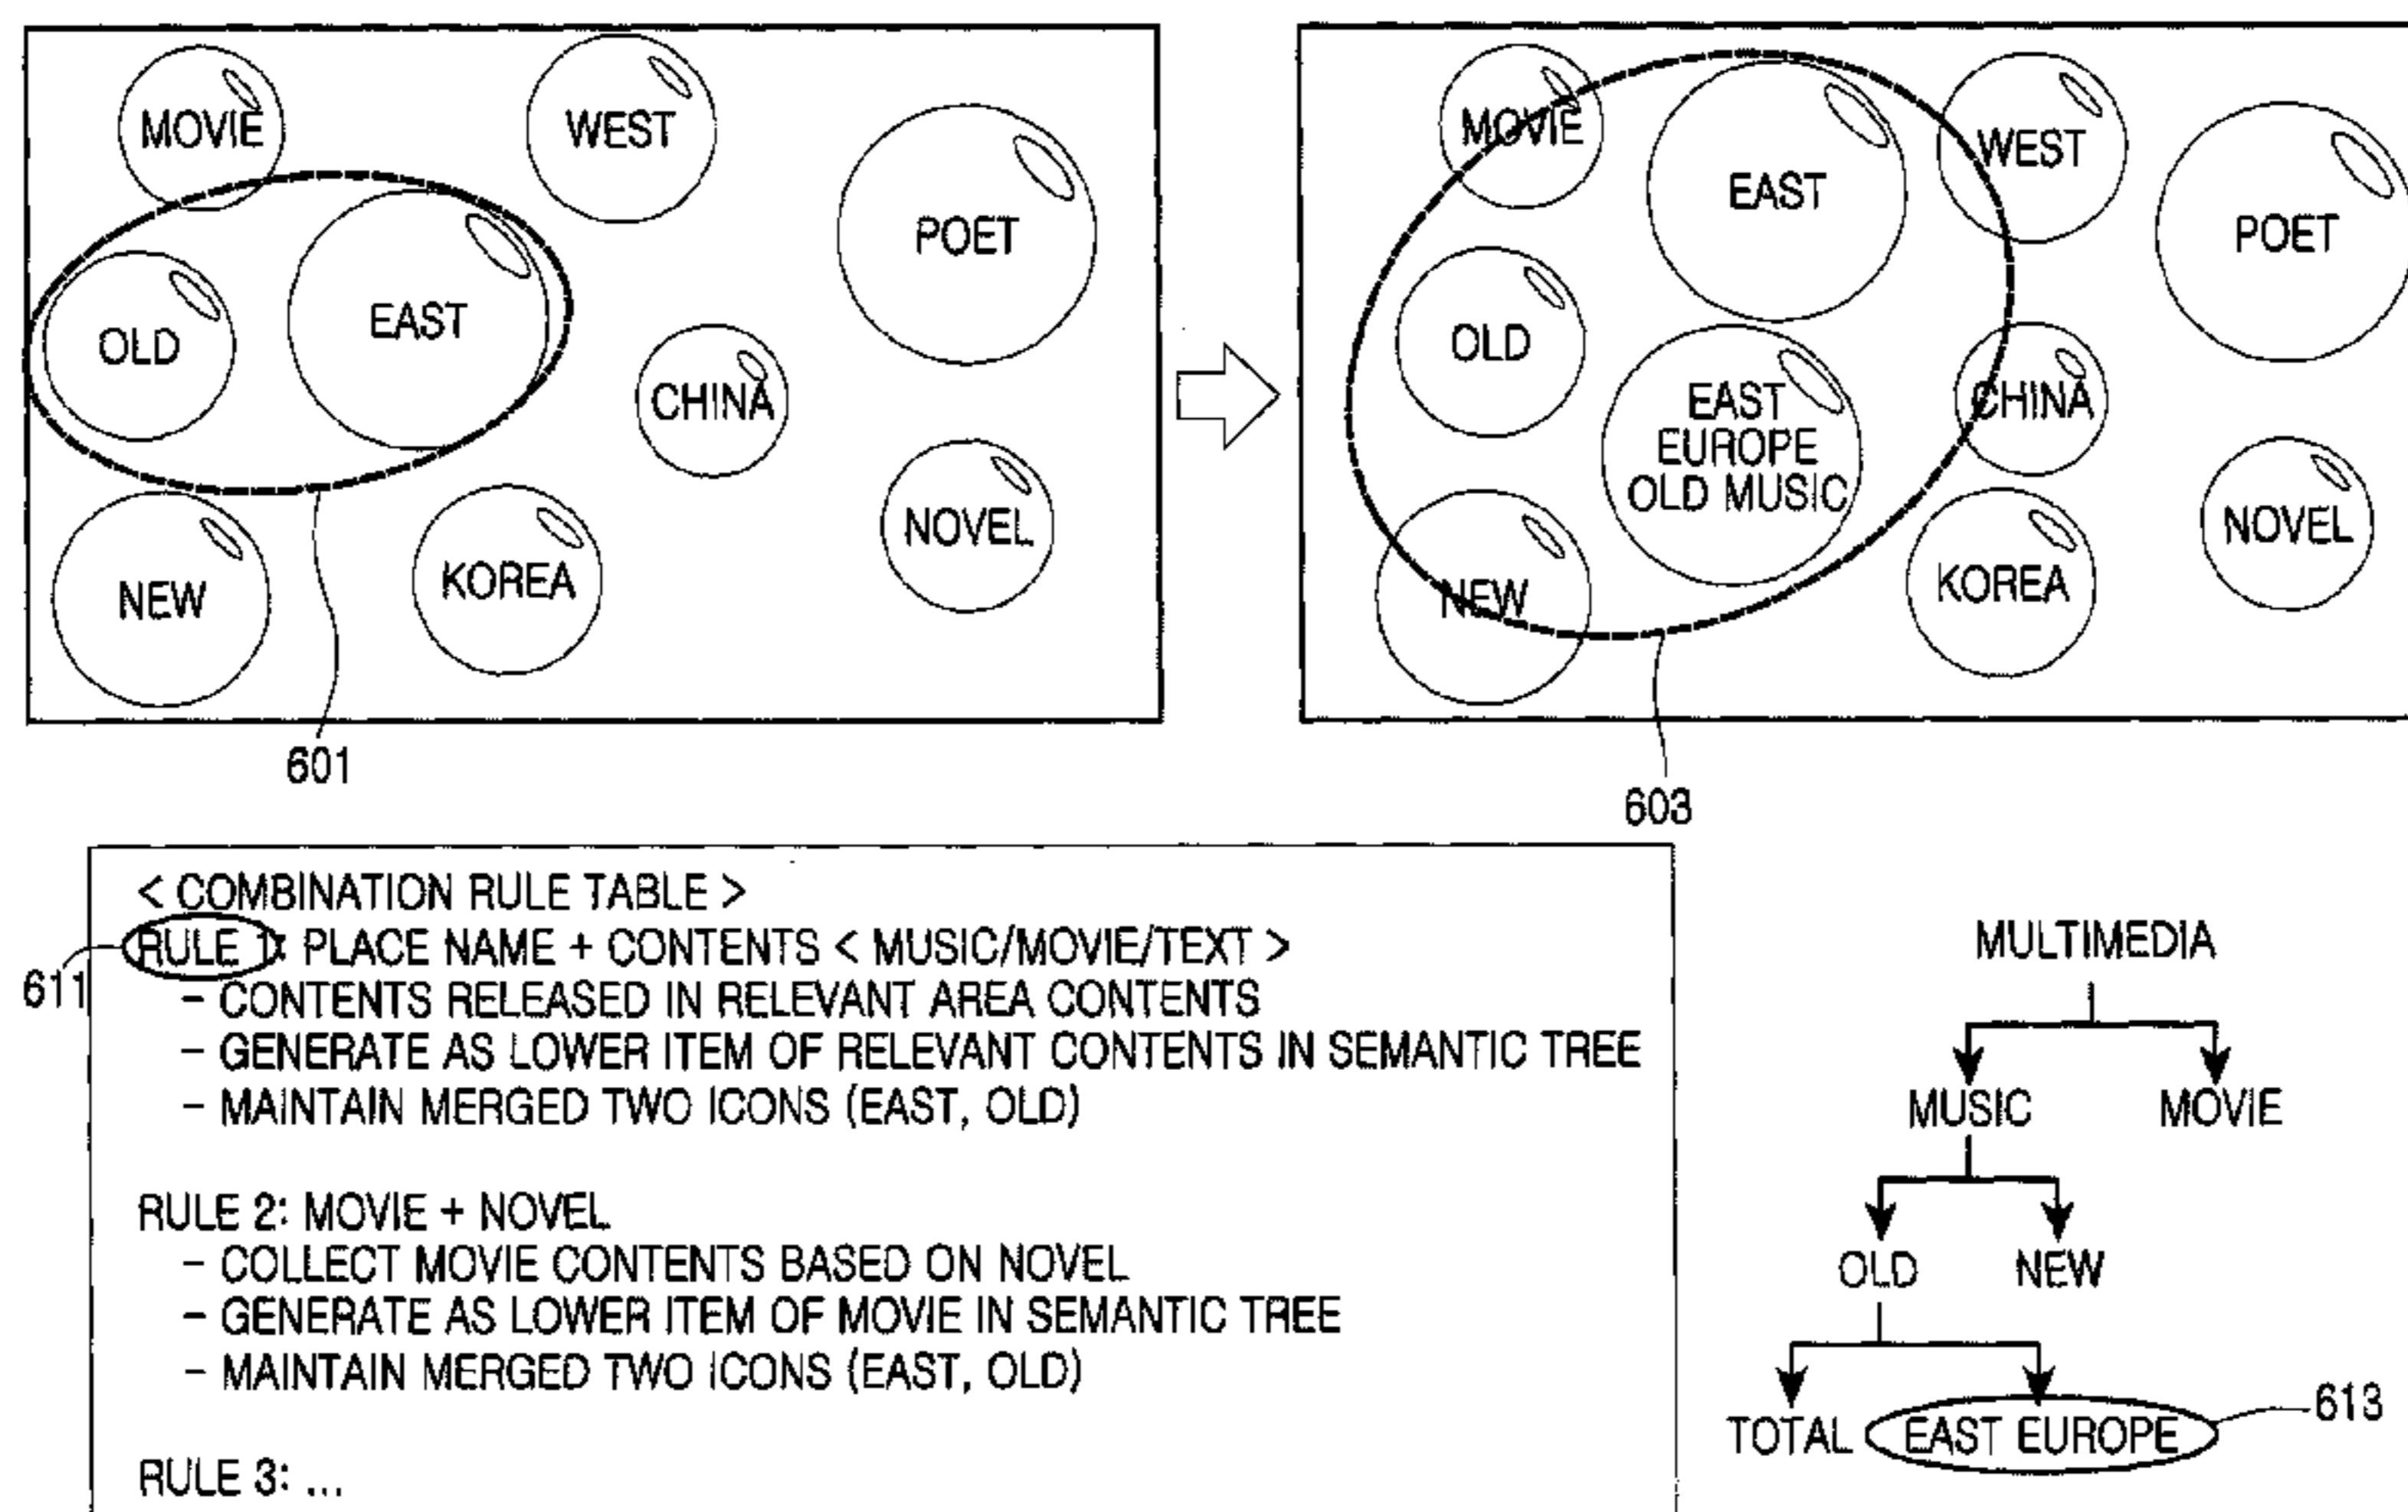 MOVIE
WEST
POET
OLD
EAST
CHINA
NOVEL
NEW
KOREA
601
MOVIE
EAST
WEST
POET
OLD
EAST
EUROPE
OLD MUSIC
CHINA
NOVEL
NEW
KOREA
603
< COMBINATION RULE TABLE >
RULE 1: PLACE NAME + CONTENTS < MUSIC/MOVIE/TEXT >
611
– CONTENTS RELEASED IN RELEVANT AREA CONTENTS
– GENERATE AS LOWER ITEM OF RELEVANT CONTENTS IN SEMANTIC TREE
– MAINTAIN MERGED TWO ICONS (EAST, OLD)
RULE 2: MOVIE + NOVEL
– COLLECT MOVIE CONTENTS BASED ON NOVEL
– GENERATE AS LOWER ITEM OF MOVIE IN SEMANTIC TREE
– MAINTAIN MERGED TWO ICONS (EAST, OLD)
RULE 3: ...
MULTIMEDIA
MUSIC MOVIE
OLD NEW
TOTAL EAST EUROPE
613